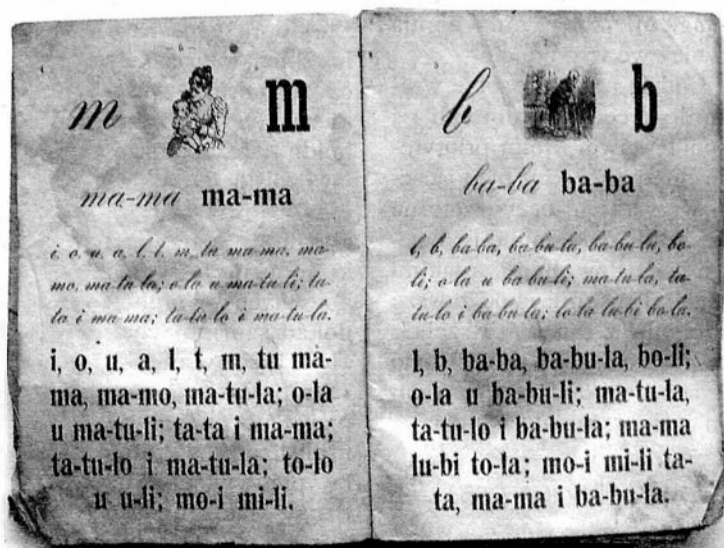 m m
ma-ma ma-ma
i, o, u, a, l, t, m, tu ma-ma, ma-
mo, ma-tu-la; o-la u ma-tu-li; ta-
ta i ma-ma; ta-tu-lo i ma-tu-la.
i, o, u, a, l, t, m, tu ma-
ma, ma-mo, ma-tu-la; o-la
u ma-tu-li; ta-ta i ma-ma;
ta-tu-lo i ma-tu-la; to-lo
u u-li; mo-i mi-li.
b b
ba-ba ba-ba
l, b, ba-ba, ba-bu-la, ba-bu-la, bo-
li; o-la u ba-bu-li; ma-tu-la, ta-
tu-lo i ba-bu-la; lu-bi
l, b, ba-ba, ba-bu-la, bo-li;
o-la u ba-bu-li; ma-tu-la,
ta-tu-lo i ba-bu-la; ma-ma
lu-bi to-la; mo-i mi-li ta-
ta, ma-ma i ba-bu-la.